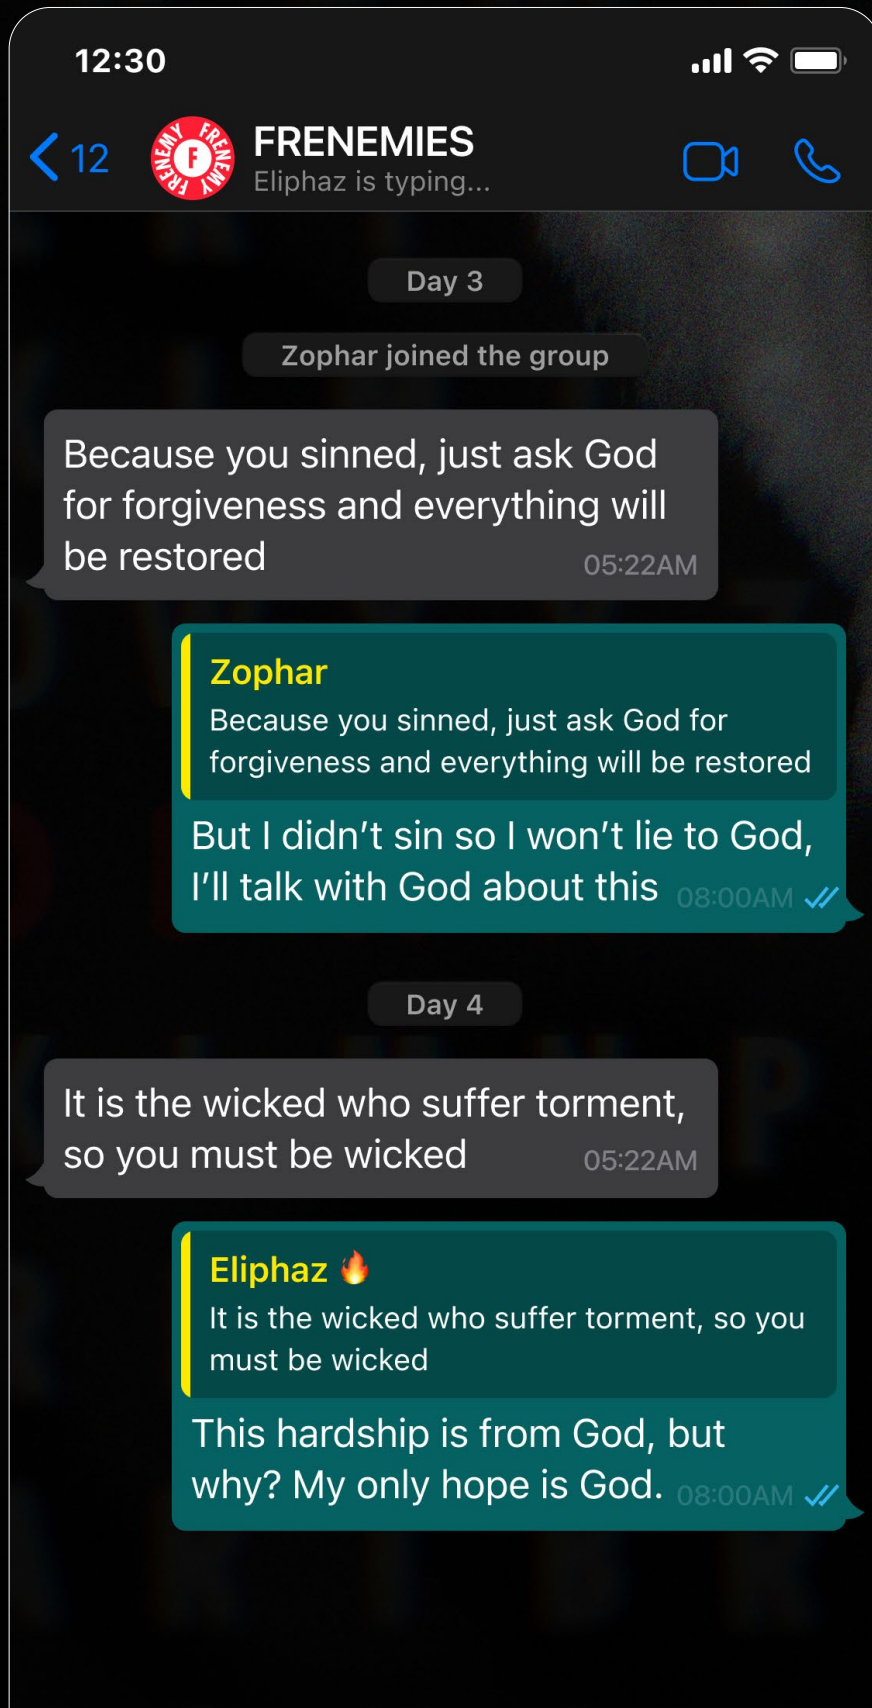 12:30
12
FRENEMY FRENEMY FRENEMY
F
FRENEMIES
Eliphaz is typing...
Day 3
Zophar joined the group
Because you sinned, just ask God
for forgiveness and everything will
be restored
05:22AM
Zophar
Because you sinned, just ask God for
forgiveness and everything will be restored
But I didn’t sin so I won’t lie to God,
I’ll talk with God about this
08:00AM
Day 4
It is the wicked who suffer torment,
so you must be wicked
05:22AM
Eliphaz 🔥
It is the wicked who suffer torment, so you
must be wicked
This hardship is from God, but
why? My only hope is God.
08:00AM